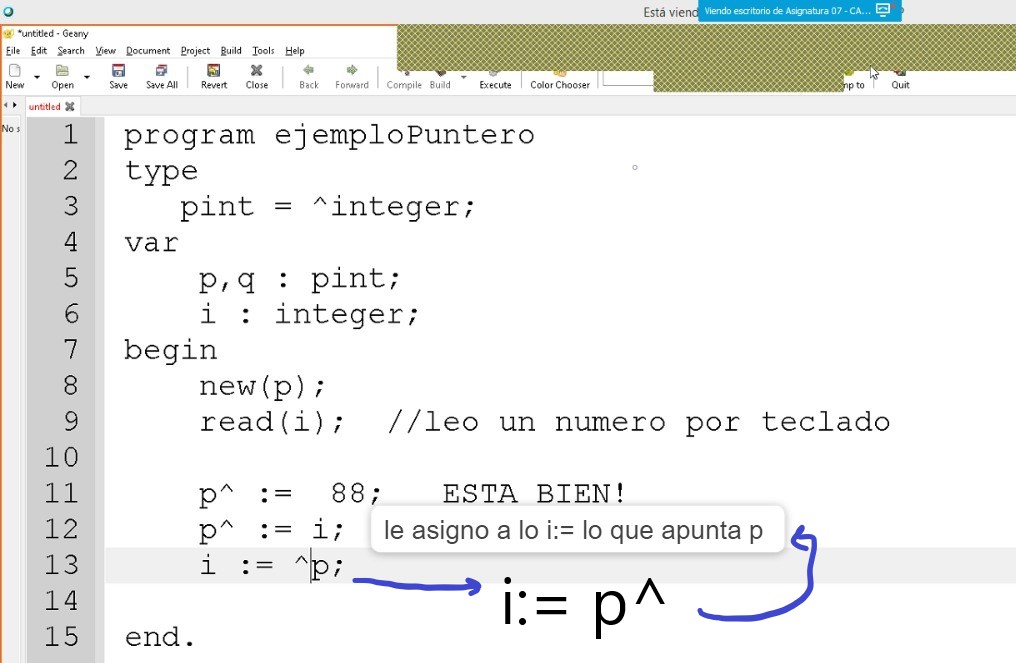 Está viend
Viendo escritorio de Asignatura 07 - CA...
*untitled - Geany
File Edit Search View Document Project Build Tools Help
New Open Save Save All Revert Close Back Forward Compile Build Execute Color Chooser mp to Quit
untitled
No s
1 program ejemploPuntero
2 type
3 pint = ^integer;
4 var
5 p,q : pint;
6 i : integer;
7 begin
8 new(p);
9 read(i); //leo un numero por teclado
10
11 p^ := 88; ESTA BIEN!
12 p^ := i; le asigno a lo i:= lo que apunta p
13 i := ^p;
i:= p^
14
15 end.